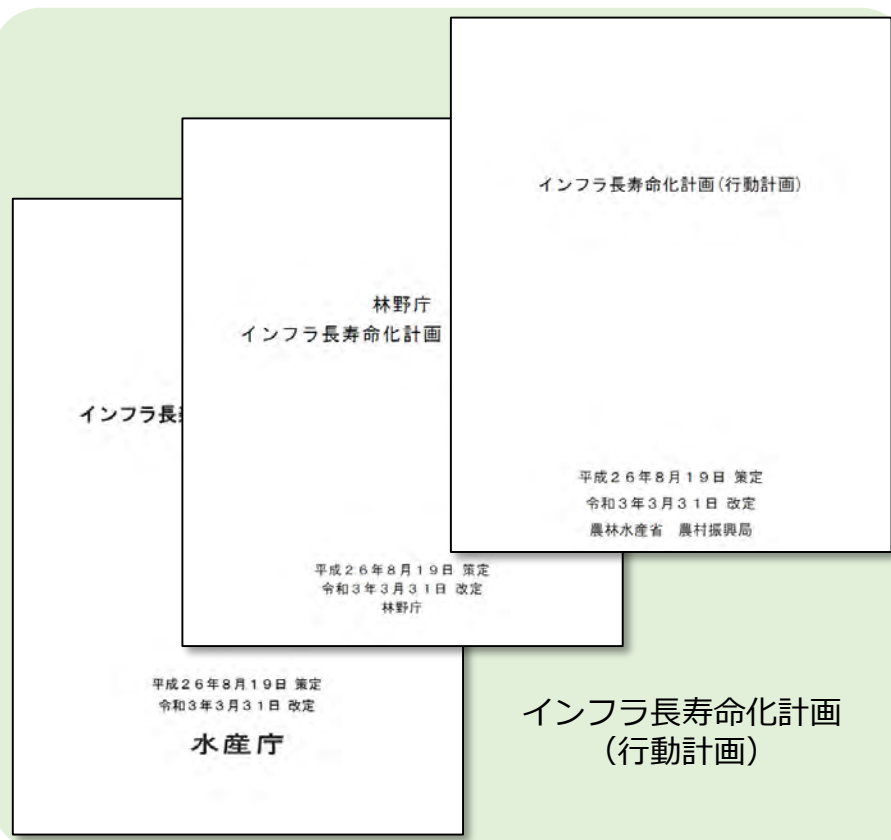 インフラ長寿命化計画(行動計画)
平成26年8月19日 策定
令和3年3月31日 改定
農林水産省 農村振興局
林野庁
インフラ長寿命化計画
平成26年8月19日 策定
令和3年3月31日 改定
林野庁
インフラ長
平成26年8月19日 策定
令和3年3月31日 改定
水産庁
インフラ長寿命化計画
(行動計画)